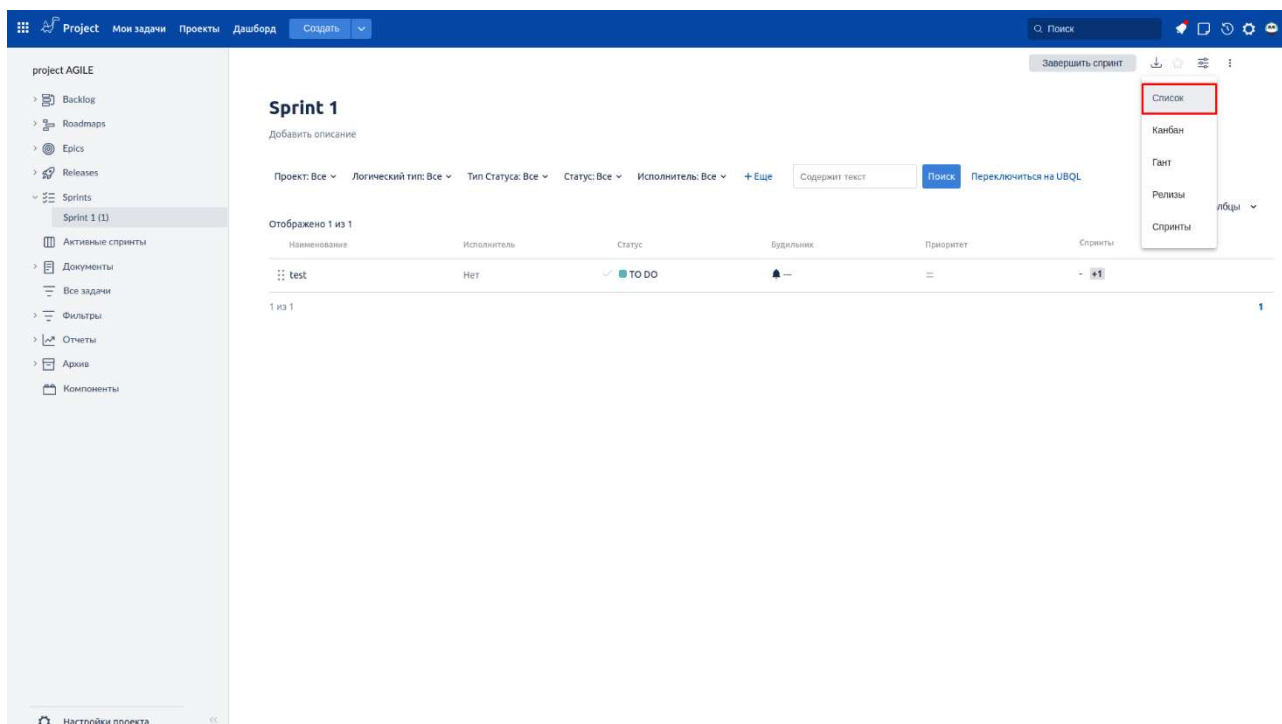 Project Мои задачи Проекты Дашборд Создать Поиск
project AGILE
Завершить спринт
Backlog
Roadmaps
Epics
Releases
Sprints
Sprint 1 (1)
Активные спринты
Документы
Все задачи
Фильтры
Отчеты
Архив
Компоненты
Настройки проекта
Sprint 1
Добавить описание
Список
Канбан
Гант
Релизы
Спринты
Проект: Все Логический тип: Все Тип Статуса: Все Статус: Все Исполнитель: Все + Еще Содержит текст Поиск Переключиться на UBQL
лбцы
Отображено 1 из 1
Наименование Исполнитель Статус Будильник Приоритет Спринты
test Нет TO DO — - +1
1 из 1 1